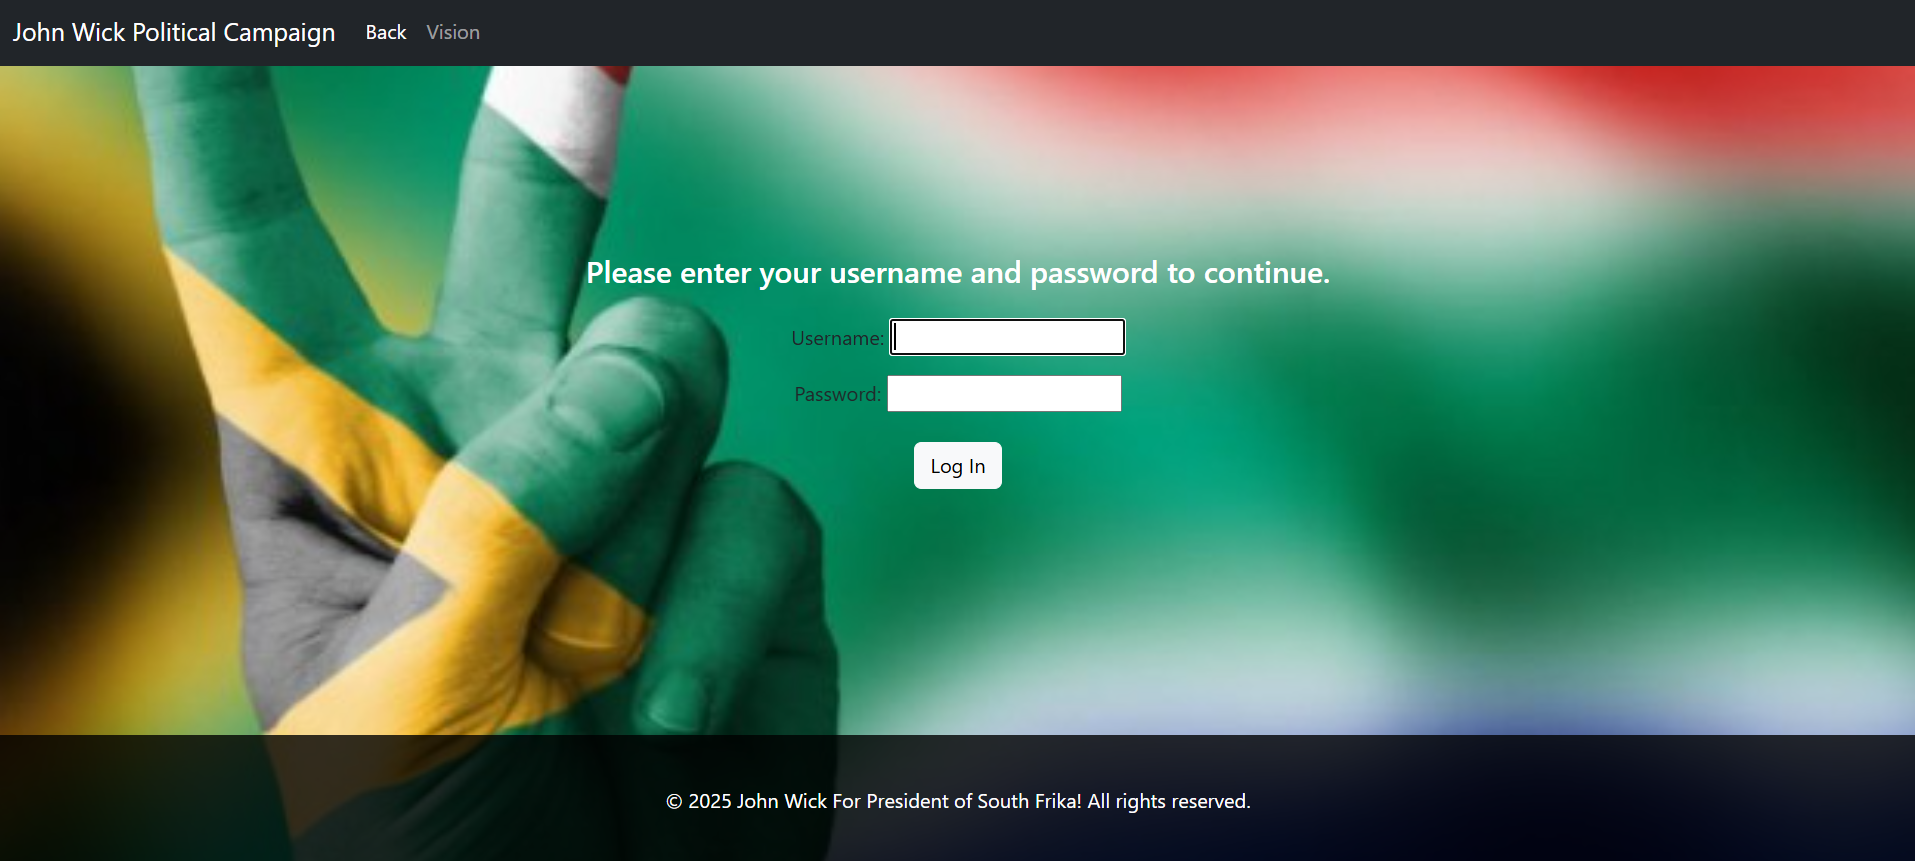 John Wick Political Campaign Back Vision
Please enter your username and password to continue.
Username:
Password:
Log In
© 2025 John Wick For President of South Frika! All rights reserved.